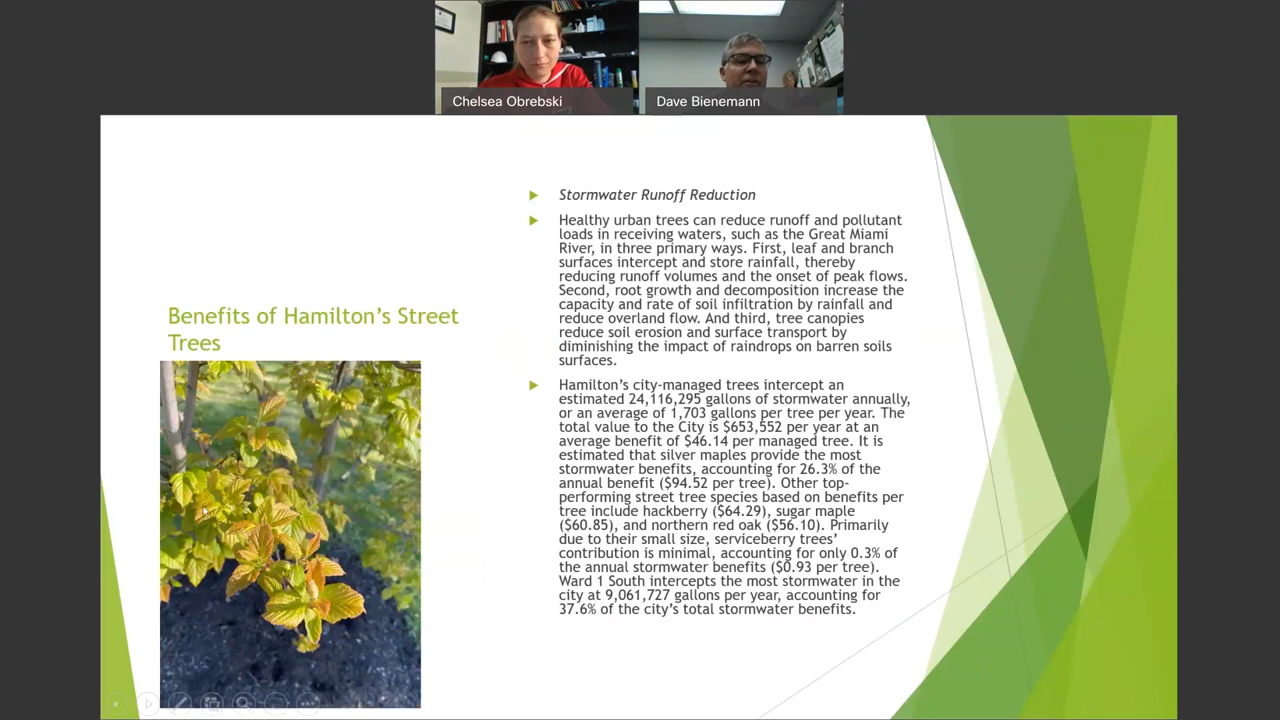 Chelsea Obrebski
Dave Bienemann
Benefits of Hamilton's Street
Trees
Stormwater Runoff Reduction
Healthy urban trees can reduce runoff and pollutant
loads in receiving waters, such as the Great Miami
River, in three primary ways. First, leaf and branch
surfaces intercept and store rainfall, thereby
reducing runoff volumes and the onset of peak flows.
Second, root growth and decomposition increase the
capacity and rate of soil infiltration by rainfall and
reduce overland flow. And third, tree canopies
reduce soil erosion and surface transport by
diminishing the impact of raindrops on barren soils
surfaces.
Hamilton's city-managed trees intercept an
estimated 24,116,295 gallons of stormwater annually,
or an average of 1,703 gallons per tree per year. The
total value to the City is $653,552 per year at an
average benefit of $46.14 per managed tree. It is
estimated that silver maples provide the most
stormwater benefits, accounting for 26.3% of the
annual benefit ($94.52 per tree). Other top-
performing street tree species based on benefits per
tree include hackberry ($64.29), sugar maple
($60.85), and northern red oak ($56.10). Primarily
due to their small size, serviceberry trees'
contribution is minimal, accounting for only 0.3% of
the annual stormwater benefits ($0.93 per tree).
Ward 1 South intercepts the most stormwater in the
city at 9,061,727 gallons per year, accounting for
37.6% of the city's total stormwater benefits.